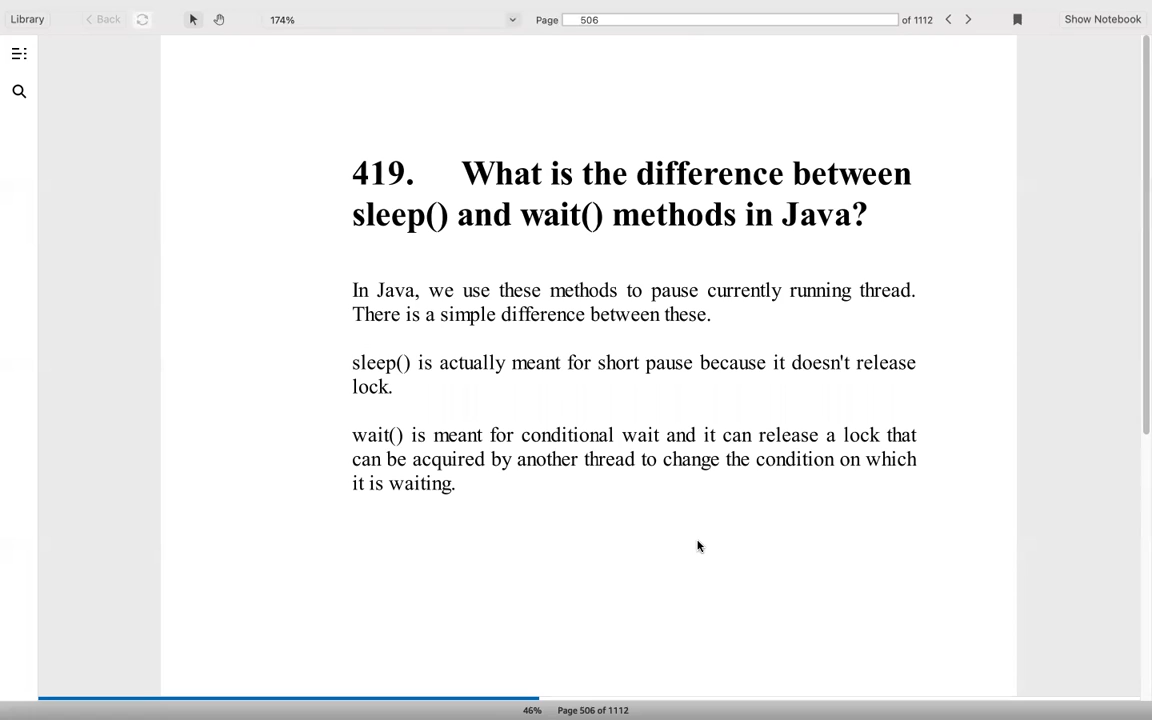 Library
Back
174%
Page 506 of 1112
Show Notebook
419. What is the difference between
sleep() and wait() methods in Java?
In Java, we use these methods to pause currently running thread.
There is a simple difference between these.
sleep() is actually meant for short pause because it doesn't release
lock.
wait() is meant for conditional wait and it can release a lock that
can be acquired by another thread to change the condition on which
it is waiting.
46% Page 506 of 1112